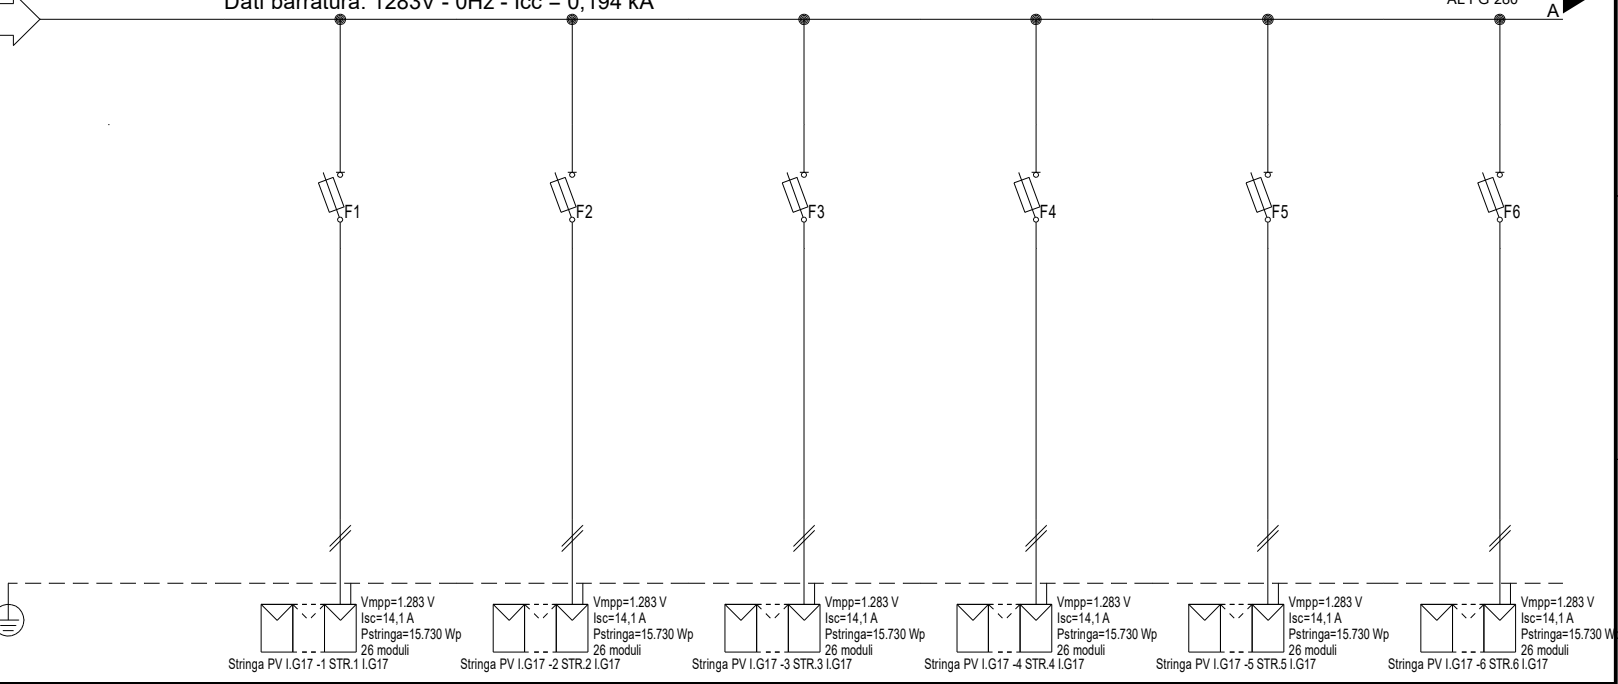 Dati barratura: 1283V - 0Hz - Icc = 0,194 kA
A
F1
F2
F3
F4
F5
F6
Vmpp=1.283 V
Isc=14,1 A
Pstringa=15.730 Wp
26 moduli
Stringa PV I.G17 -1 STR.1 I.G17
Vmpp=1.283 V
Isc=14,1 A
Pstringa=15.730 Wp
26 moduli
Stringa PV I.G17 -2 STR.2 I.G17
Vmpp=1.283 V
Isc=14,1 A
Pstringa=15.730 Wp
26 moduli
Stringa PV I.G17 -3 STR.3 I.G17
Vmpp=1.283 V
Isc=14,1 A
Pstringa=15.730 Wp
26 moduli
Stringa PV I.G17 -4 STR.4 I.G17
Vmpp=1.283 V
Isc=14,1 A
Pstringa=15.730 Wp
26 moduli
Stringa PV I.G17 -5 STR.5 I.G17
Vmpp=1.283 V
Isc=14,1 A
Pstringa=15.730 W
26 moduli
Stringa PV I.G17 -6 STR.6 I.G17